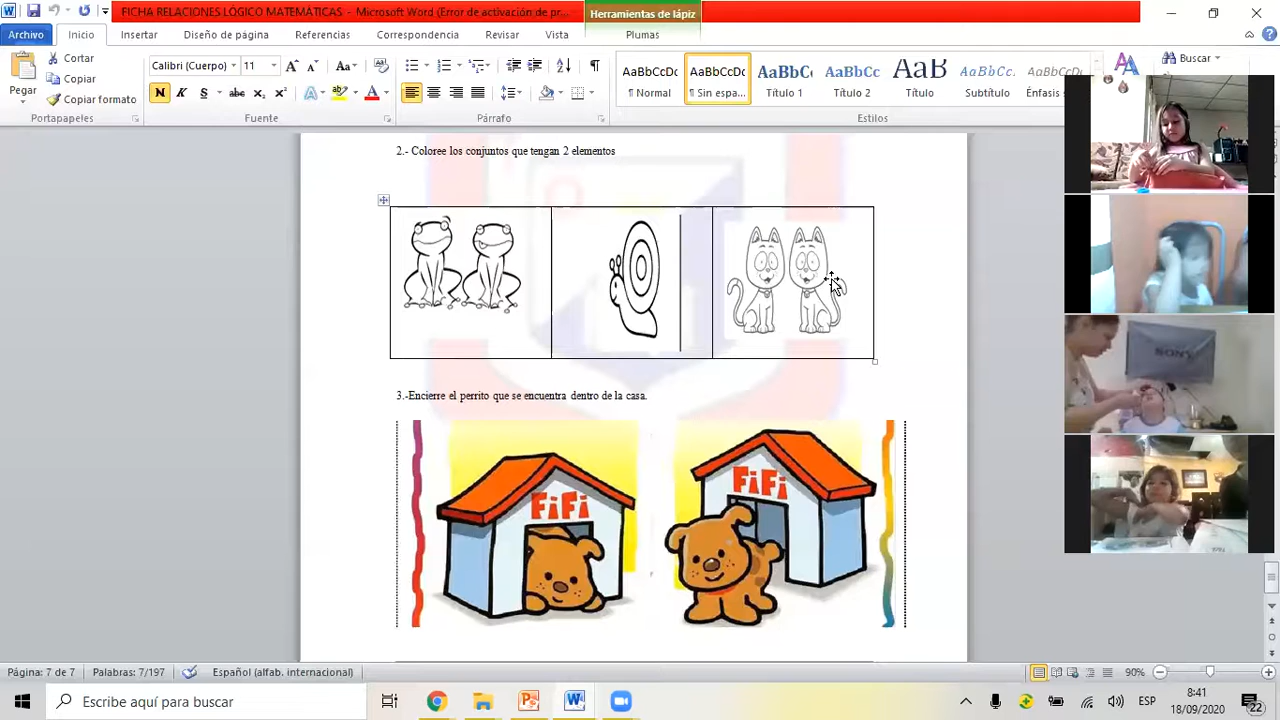 FICHA RELACIONES LÓGICO MATEMÁTICAS - Microsoft Word (Error de activación de pr...
Herramientas de lápiz
Archivo Inicio Insertar Diseño de página Referencias Correspondencia Revisar Vista Plumas
Pegar
Cortar
Copiar
Copiar formato
Portapapeles
Calibri (Cuerpo) 11
N K S abc x₂ x²
Fuente
Párrafo
AaBbCcDc AaBbCcDc AaBbC AaBbCc AaB AaBbCc. AaBbCcDc
¶ Normal ¶ Sin espa... Título 1 Título 2 Título Subtítulo Énfasis s
Estilos
Buscar
2.- Coloree los conjuntos que tengan 2 elementos
3.-Encierre el perrito que se encuentra dentro de la casa.
FiFi
FiFi
SONY
Página: 7 de 7 Palabras: 7/197 Español (alfab. internacional) 90%
Escribe aquí para buscar
ESP
8:41
18/09/2020
22